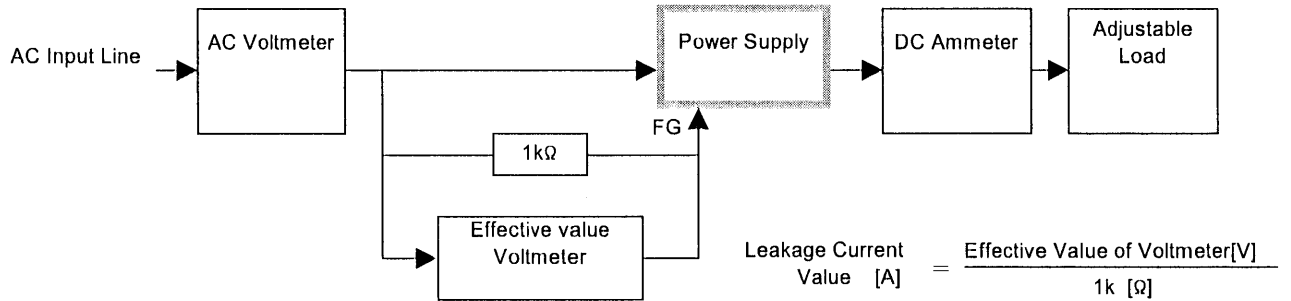 AC Input Line
AC Voltmeter
Power Supply
DC Ammeter
Adjustable
Load
FG
1kΩ
Effective value
Voltmeter
Leakage Current
Value [A]
=
Effective Value of Voltmeter[V]
1k [Ω]